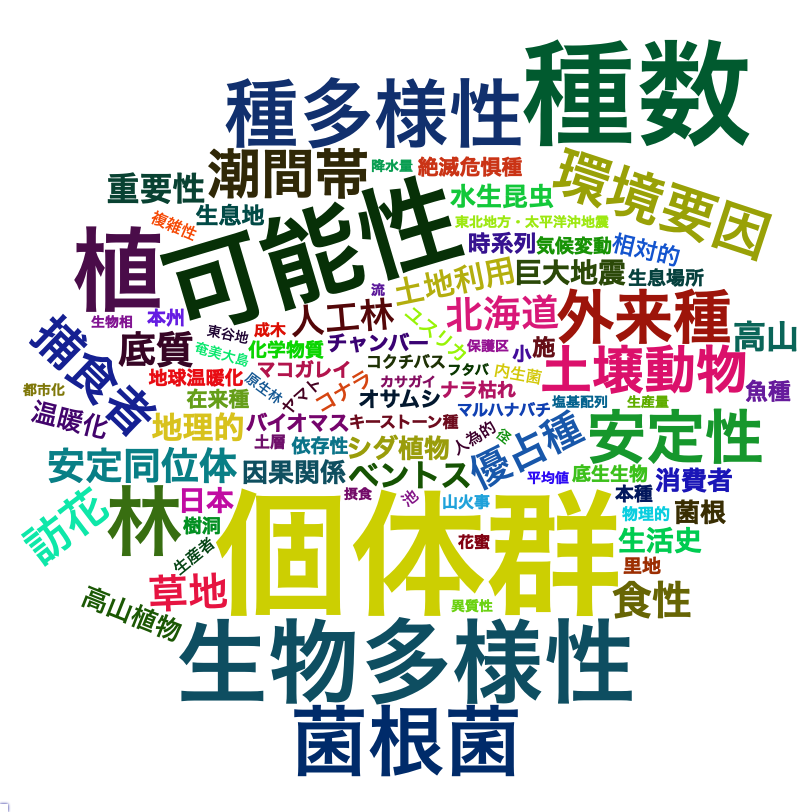 種数
種多様性
潮間帯
降水量
絶滅危惧種
環境要因
重要性
水生昆虫
生息地
複雑性
東北地方・太平洋沖地震
可能性
植
時系列
気候変動
相対的
土地利用
巨大地震
生息場所
流
生物相
本州
人工林
北海道
外来種
高山
捕食者
底質
東谷地
成木
ユスリカ
保護区
小
施
奄美大島
化学物質
チャンバー
コクチバス
フタバ
内生菌
土壌動物
魚種
地球温暖化
原生林
マコガレイ
カサガイ
ナラ枯れ
都市化
在来種
ヤマト
コナラ
オサムシ
マルハナバチ
塩基配列
生産量
温暖化
地理的
バイオマス
キーストーン種
人為的
径
優占種
安定性
土層
依存性
シダ植物
安定同位体
因果関係
ベントス
平均値
底生生物
消費者
訪花
林
日本
樹洞
摂食
池
山火事
本種
物理的
菌根
生産者
個体群
花蜜
生活史
里地
高山植物
草地
異質性
食性
生物多様性
菌根菌